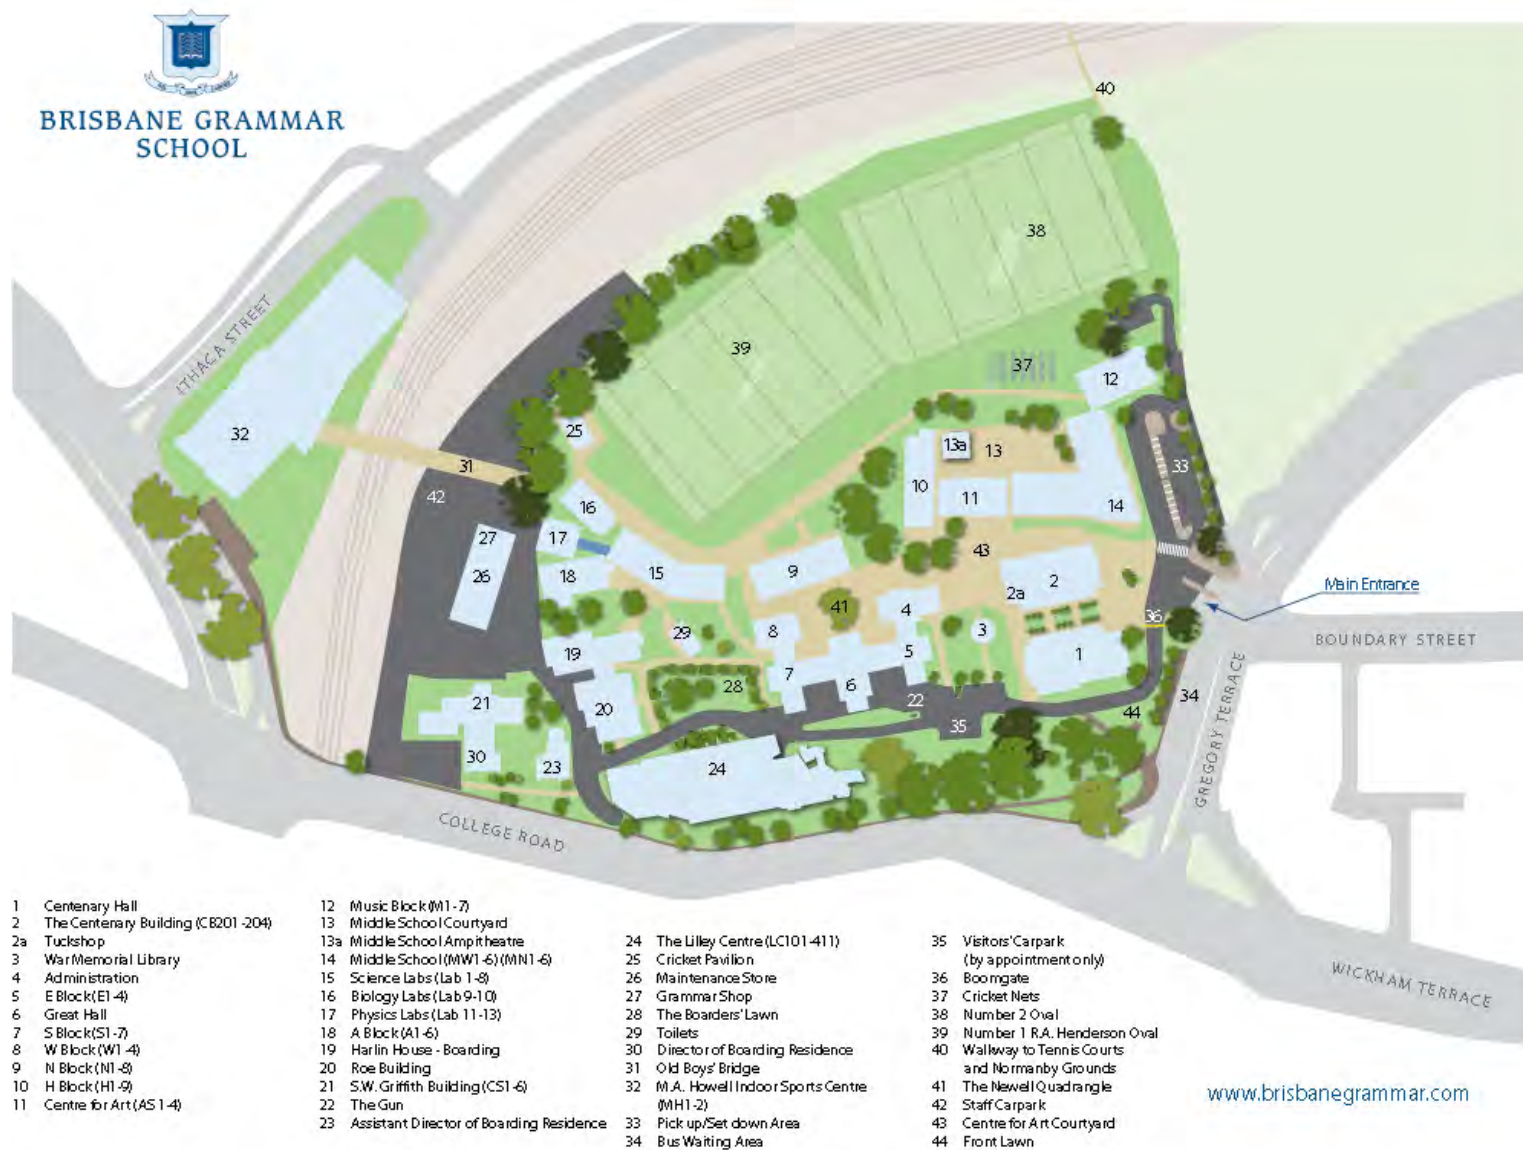 BRISBANE GRAMMAR
SCHOOL
40
38
39
37
12
ITHACA STREET
32
25
31
42
13a
13
33
10
11
14
16
27
17
26
18
15
9
43
2
2a
41
4
Main Entrance
36
8
29
3
BOUNDARY STREET
19
5
1
7
6
28
34
21
20
22
44
35
GREGORY TERRACE
30
23
24
COLLEGE ROAD
WICKHAM TERRACE
1 Centenary Hall
2 The Centenary Building (CB201-204)
2a Tuckshop
3 War Memorial Library
4 Administration
5 E Block (E1-4)
6 Great Hall
7 S Block (S1-7)
8 W Block (W1-4)
9 N Block (N1-8)
10 H Block (H1-9)
11 Centre for Art (AS1-4)
12 Music Block (M1-7)
13 Middle School Courtyard
13a Middle School Ampitheatre
14 Middle School (MW1-6) (MN1-6)
15 Science Labs (Lab 1-8)
16 Biology Labs (Lab 9-10)
17 Physics Labs (Lab 11-13)
18 A Block (A1-6)
19 Harlin House - Boarding
20 Roe Building
21 S.W. Griffith Building (CS1-6)
22 The Gun
23 Assistant Director of Boarding Residence
24 The Lilley Centre (LC101-411)
25 Cricket Pavilion
26 Maintenance Store
27 Grammar Shop
28 The Boarders' Lawn
29 Toilets
30 Director of Boarding Residence
31 Old Boys' Bridge
32 M.A. Howell Indoor Sports Centre
(MH1-2)
33 Pick up/Set down Area
34 Bus Waiting Area
35 Visitors' Carpark
(by appointment only)
36 Boomgate
37 Cricket Nets
38 Number 2 Oval
39 Number 1 R.A. Henderson Oval
40 Walkway to Tennis Courts
and Normanby Grounds
41 The Newell Quadrangle
42 Staff Carpark
43 Centre for Art Courtyard
44 Front Lawn
www.brisbanegrammar.com